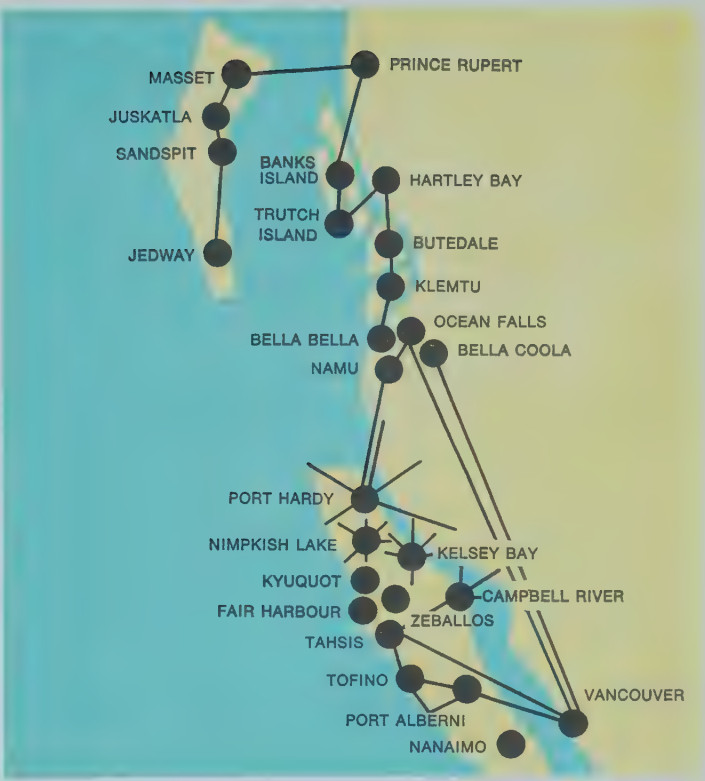 MASSET
PRINCE RUPERT
JUSKATLA
SANDSPIT
BANKS
ISLAND
HARTLEY BAY
TRUTCH
ISLAND
JEDWAY
BUTEDALE
KLEMTU
OCEAN FALLS
BELLA BELLA
BELLA COOLA
NAMU
PORT HARDY
NIMPKISH LAKE
KELSEY BAY
KYUQUOT
CAMPBELL RIVER
FAIR HARBOUR
ZEBALLOS
TAHSIS
TOFINO
VANCOUVER
PORT ALBERNI
NANAIMO